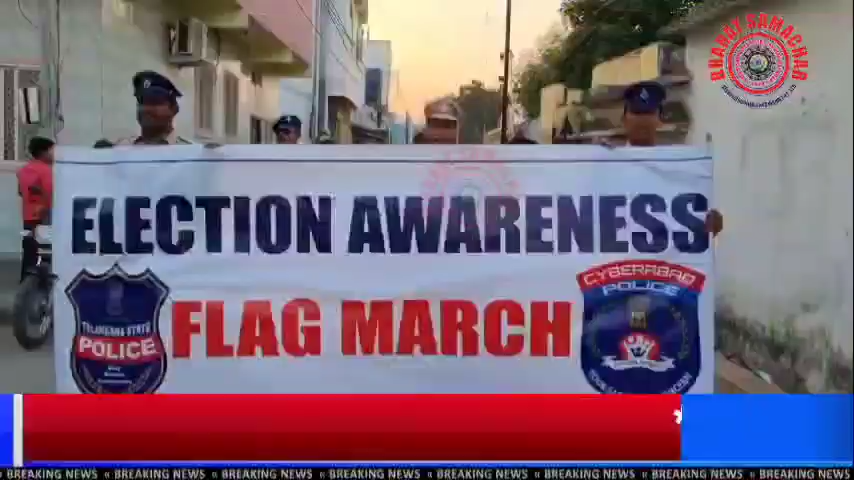 BHARAT SAMACHAR
ELECTION AWARENESS
FLAG MARCH
TELANGANA STATE
POLICE
CYBERABAD
POLICE
BREAKING NEWS « BREAKING NEWS « BREAKING NEWS « BREAKING NEWS « BREAKING NEWS « BREAKING NEWS « BREAKING NEWS « BREAKING NEWS